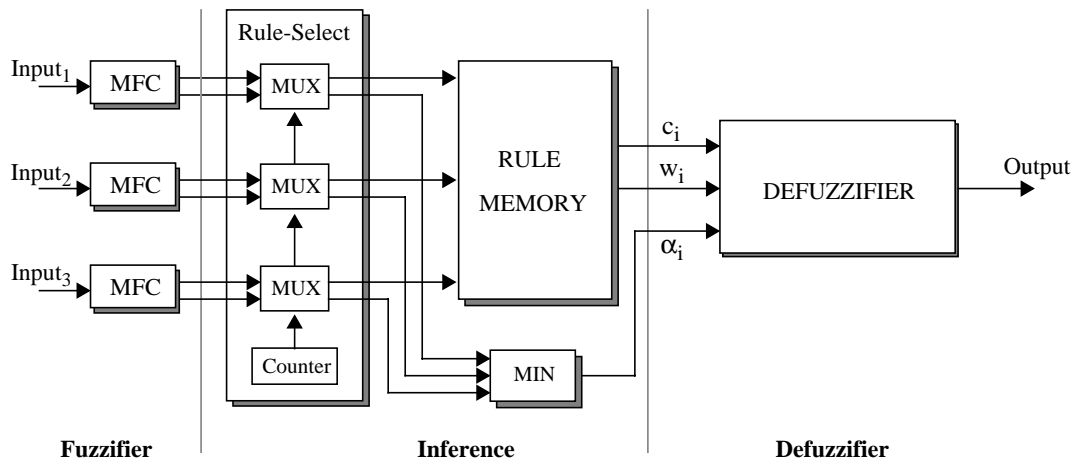 Rule-Select
Input1
MFC
MUX
Input2
MFC
MUX
Input3
MFC
MUX
Counter
RULE
MEMORY
MIN
ci
wi
αi
DEFUZZIFIER
Output
Fuzzifier
Inference
Defuzzifier